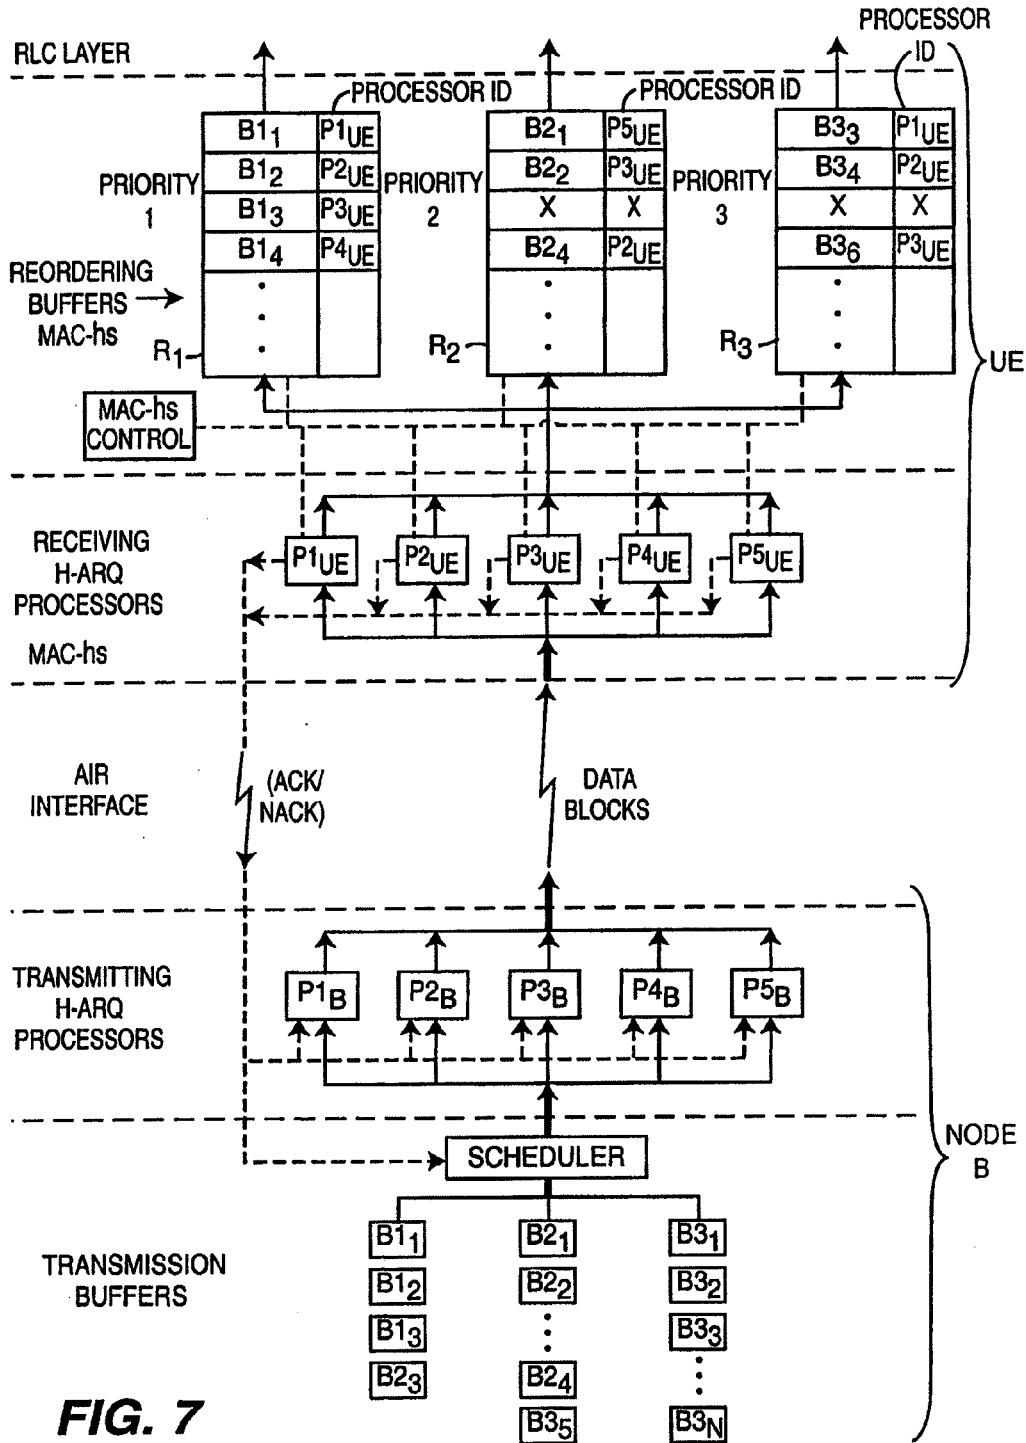 PROCESSOR
ID
RLC LAYER
PROCESSOR ID
PROCESSOR ID
PRIORITY
1
B1₁ P1UE
B1₂ P2UE
B1₃ P3UE
B1₄ P4UE
PRIORITY
2
B2₁ P5UE
B2₂ P3UE
X X
B2₄ P2UE
PRIORITY
3
B3₃ P1UE
B3₄ P2UE
X X
B3₆ P3UE
REORDERING
BUFFERS
MAC-hs
R₁
R₂
R₃
UE
MAC-hs
CONTROL
RECEIVING
H-ARQ
PROCESSORS
MAC-hs
P1UE P2UE P3UE P4UE P5UE
AIR
INTERFACE
(ACK/
NACK)
DATA
BLOCKS
TRANSMITTING
H-ARQ
PROCESSORS
P1B P2B P3B P4B P5B
NODE
B
SCHEDULER
TRANSMISSION
BUFFERS
B1₁
B1₂
B1₃
B2₃
B2₁
B2₂
B2₄
B3₅
B3₁
B3₂
B3₃
B3N
FIG. 7